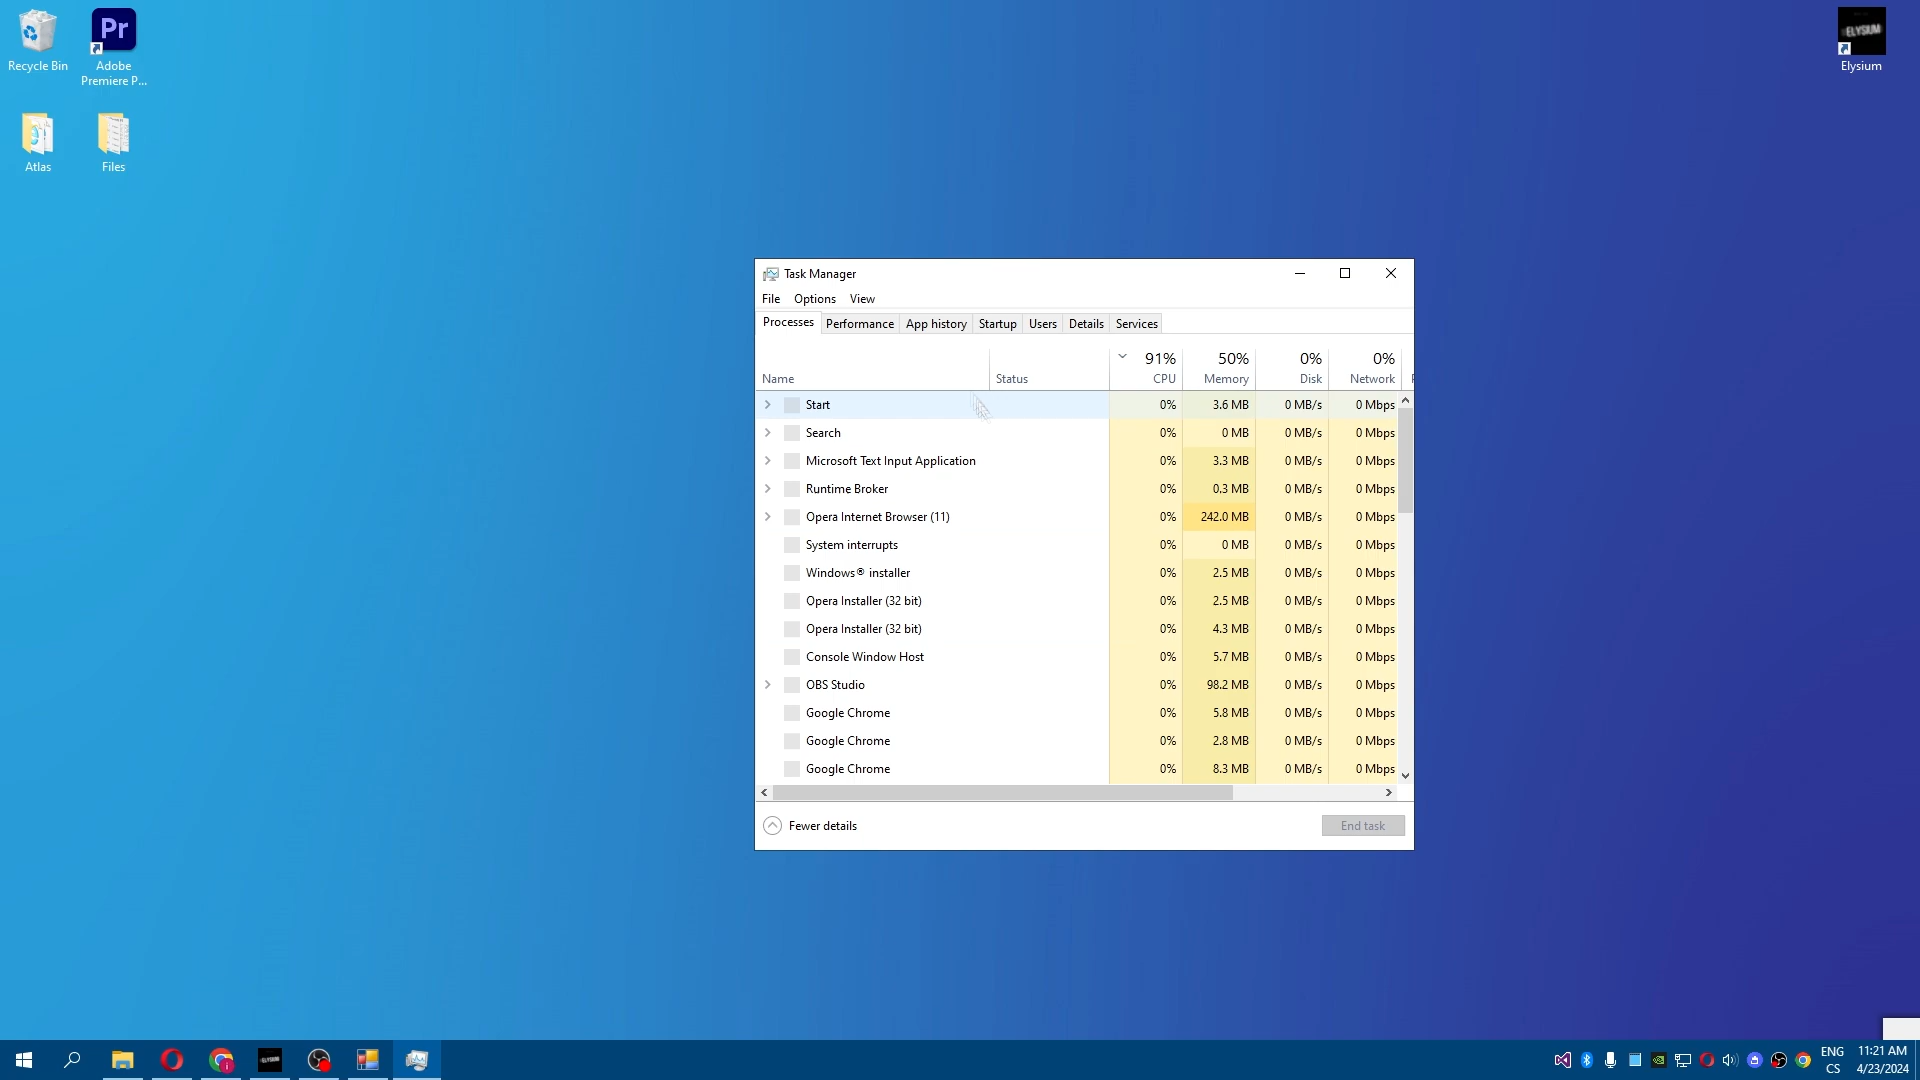 Recycle Bin
Adobe
Premiere P...
Pr
Atlas
Files
ELYSIUM
Elysium
Task Manager
File Options View
Processes Performance App history Startup Users Details Services
91% 50% 0% 0%
Name Status CPU Memory Disk Network
Start 0% 3.6 MB 0 MB/s 0 Mbps
Search 0% 0 MB 0 MB/s 0 Mbps
Microsoft Text Input Application 0% 3.3 MB 0 MB/s 0 Mbps
Runtime Broker 0% 0.3 MB 0 MB/s 0 Mbps
Opera Internet Browser (11) 0% 242.0 MB 0 MB/s 0 Mbps
System interrupts 0% 0 MB 0 MB/s 0 Mbps
Windows® installer 0% 2.5 MB 0 MB/s 0 Mbps
Opera Installer (32 bit) 0% 2.5 MB 0 MB/s 0 Mbps
Opera Installer (32 bit) 0% 4.3 MB 0 MB/s 0 Mbps
Console Window Host 0% 5.7 MB 0 MB/s 0 Mbps
OBS Studio 0% 98.2 MB 0 MB/s 0 Mbps
Google Chrome 0% 5.8 MB 0 MB/s 0 Mbps
Google Chrome 0% 2.8 MB 0 MB/s 0 Mbps
Google Chrome 0% 8.3 MB 0 MB/s 0 Mbps
Fewer details End task
ELYSIUM
ENG 11:21 AM
CS 4/23/2024